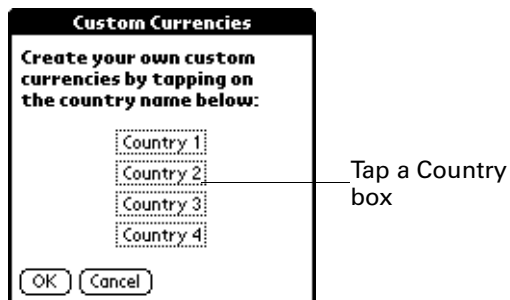 Custom Currencies
Create your own custom
currencies by tapping on
the country name below:
Country 1
Country 2
Country 3
Country 4
Tap a Country
box
OK Cancel